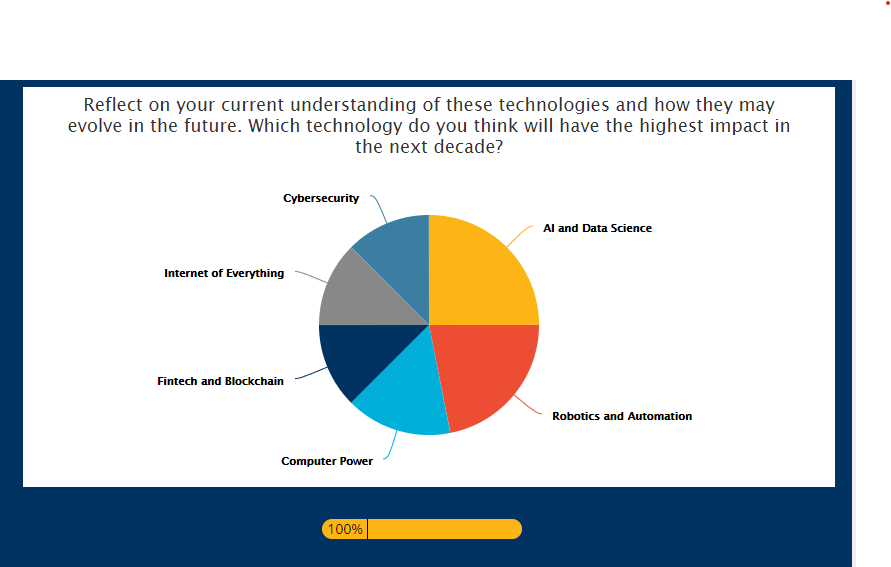 Reflect on your current understanding of these technologies and how they may
evolve in the future. Which technology do you think will have the highest impact in
the next decade?
Cybersecurity
AI and Data Science
Internet of Everything
Fintech and Blockchain
Robotics and Automation
Computer Power
100%